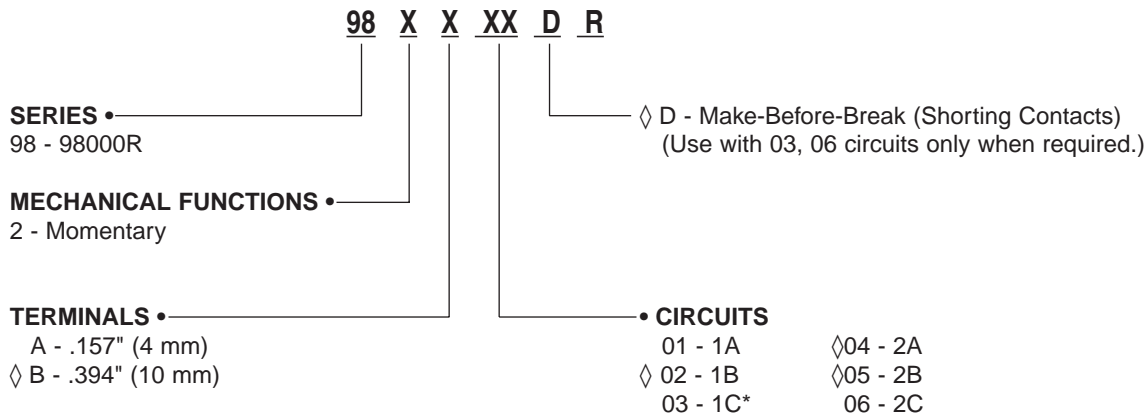 98 X X XX D R
SERIES •
98 - 98000R
◊ D - Make-Before-Break (Shorting Contacts)
(Use with 03, 06 circuits only when required.)
MECHANICAL FUNCTIONS •
2 - Momentary
TERMINALS •
A - .157" (4 mm)
◊ B - .394" (10 mm)
• CIRCUITS
01 - 1A ◊04 - 2A
◊ 02 - 1B ◊05 - 2B
03 - 1C* 06 - 2C